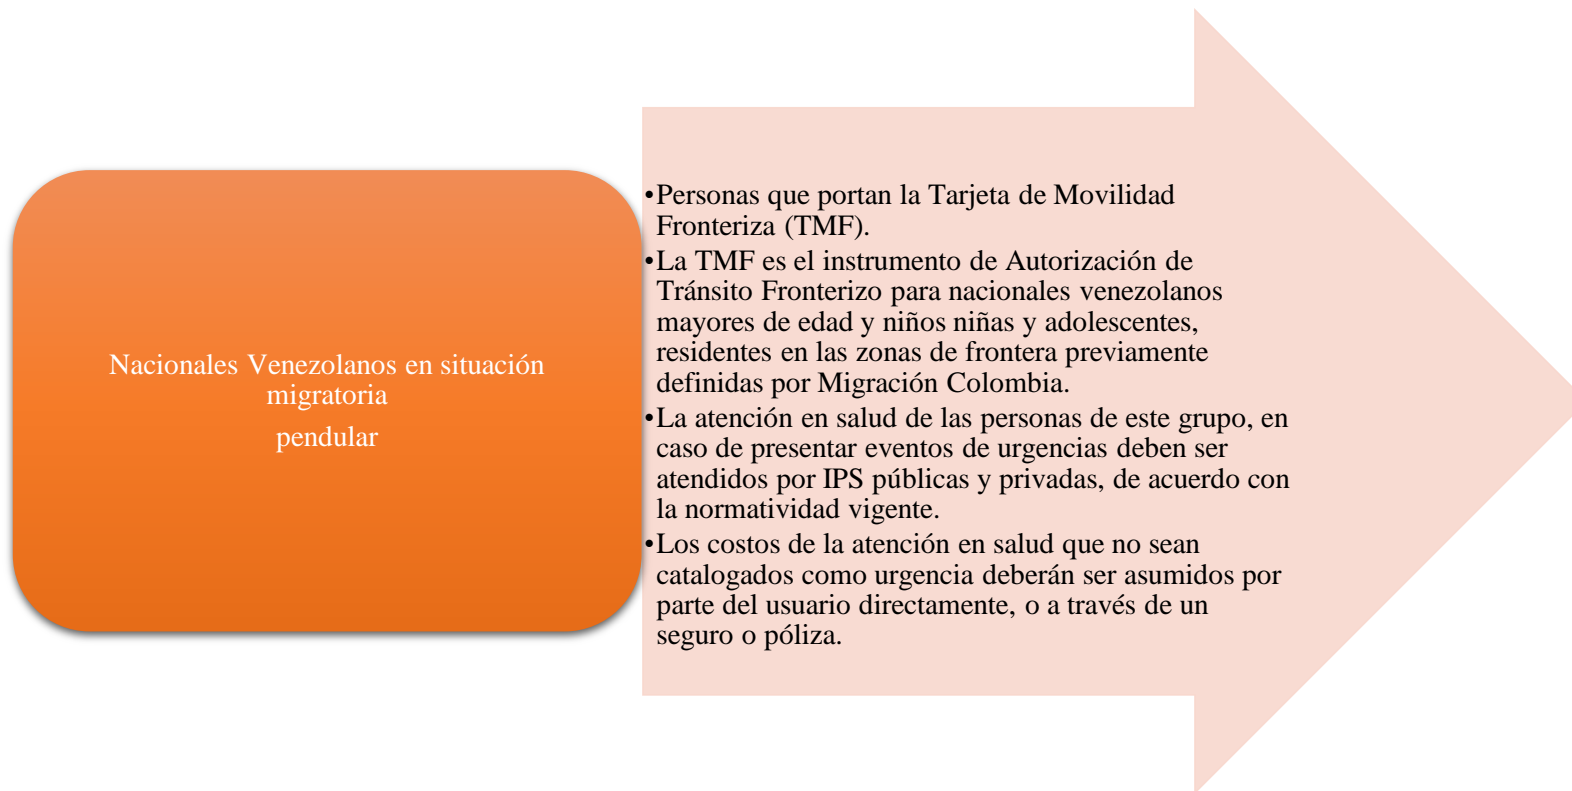 Nacionales Venezolanos en situación
migratoria
pendular
•Personas que portan la Tarjeta de Movilidad
Fronteriza (TMF).
•La TMF es el instrumento de Autorización de
Tránsito Fronterizo para nacionales venezolanos
mayores de edad y niños niñas y adolescentes,
residentes en las zonas de frontera previamente
definidas por Migración Colombia.
•La atención en salud de las personas de este grupo, en
caso de presentar eventos de urgencias deben ser
atendidos por IPS públicas y privadas, de acuerdo con
la normatividad vigente.
•Los costos de la atención en salud que no sean
catalogados como urgencia deberán ser asumidos por
parte del usuario directamente, o a través de un
seguro o póliza.